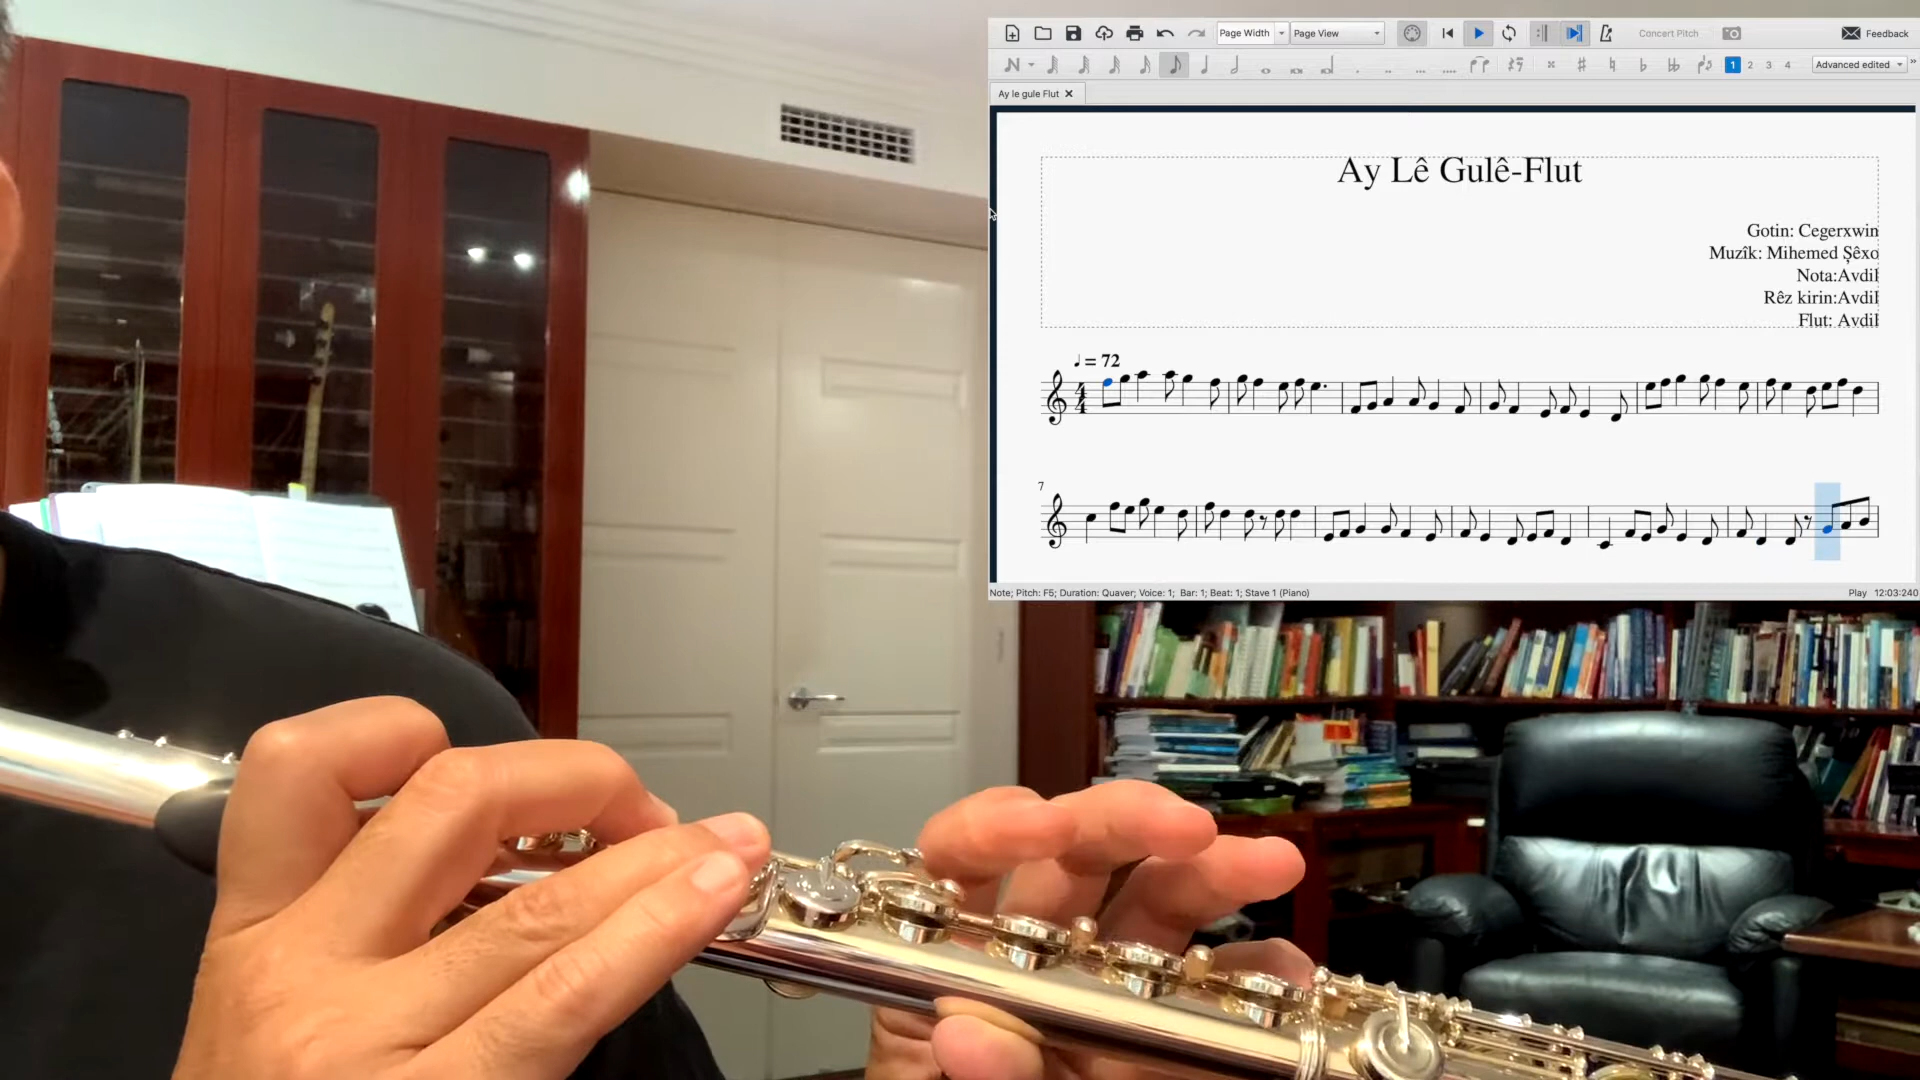 Page Width Page View Concert Pitch Feedback
1 2 3 4 Advanced edited
Ay le gule Flut
Ay Lê Gulê-Flut
Gotin: Cegerxwin
Muzîk: Mihemed Şêxo
Nota:Avdil
Rêz kirin:Avdil
Flut: Avdil
= 72
4
4
7
Note; Pitch: F5; Duration: Quaver; Voice: 1; Bar: 1; Beat: 1; Stave 1 (Piano) Play 12:03:240